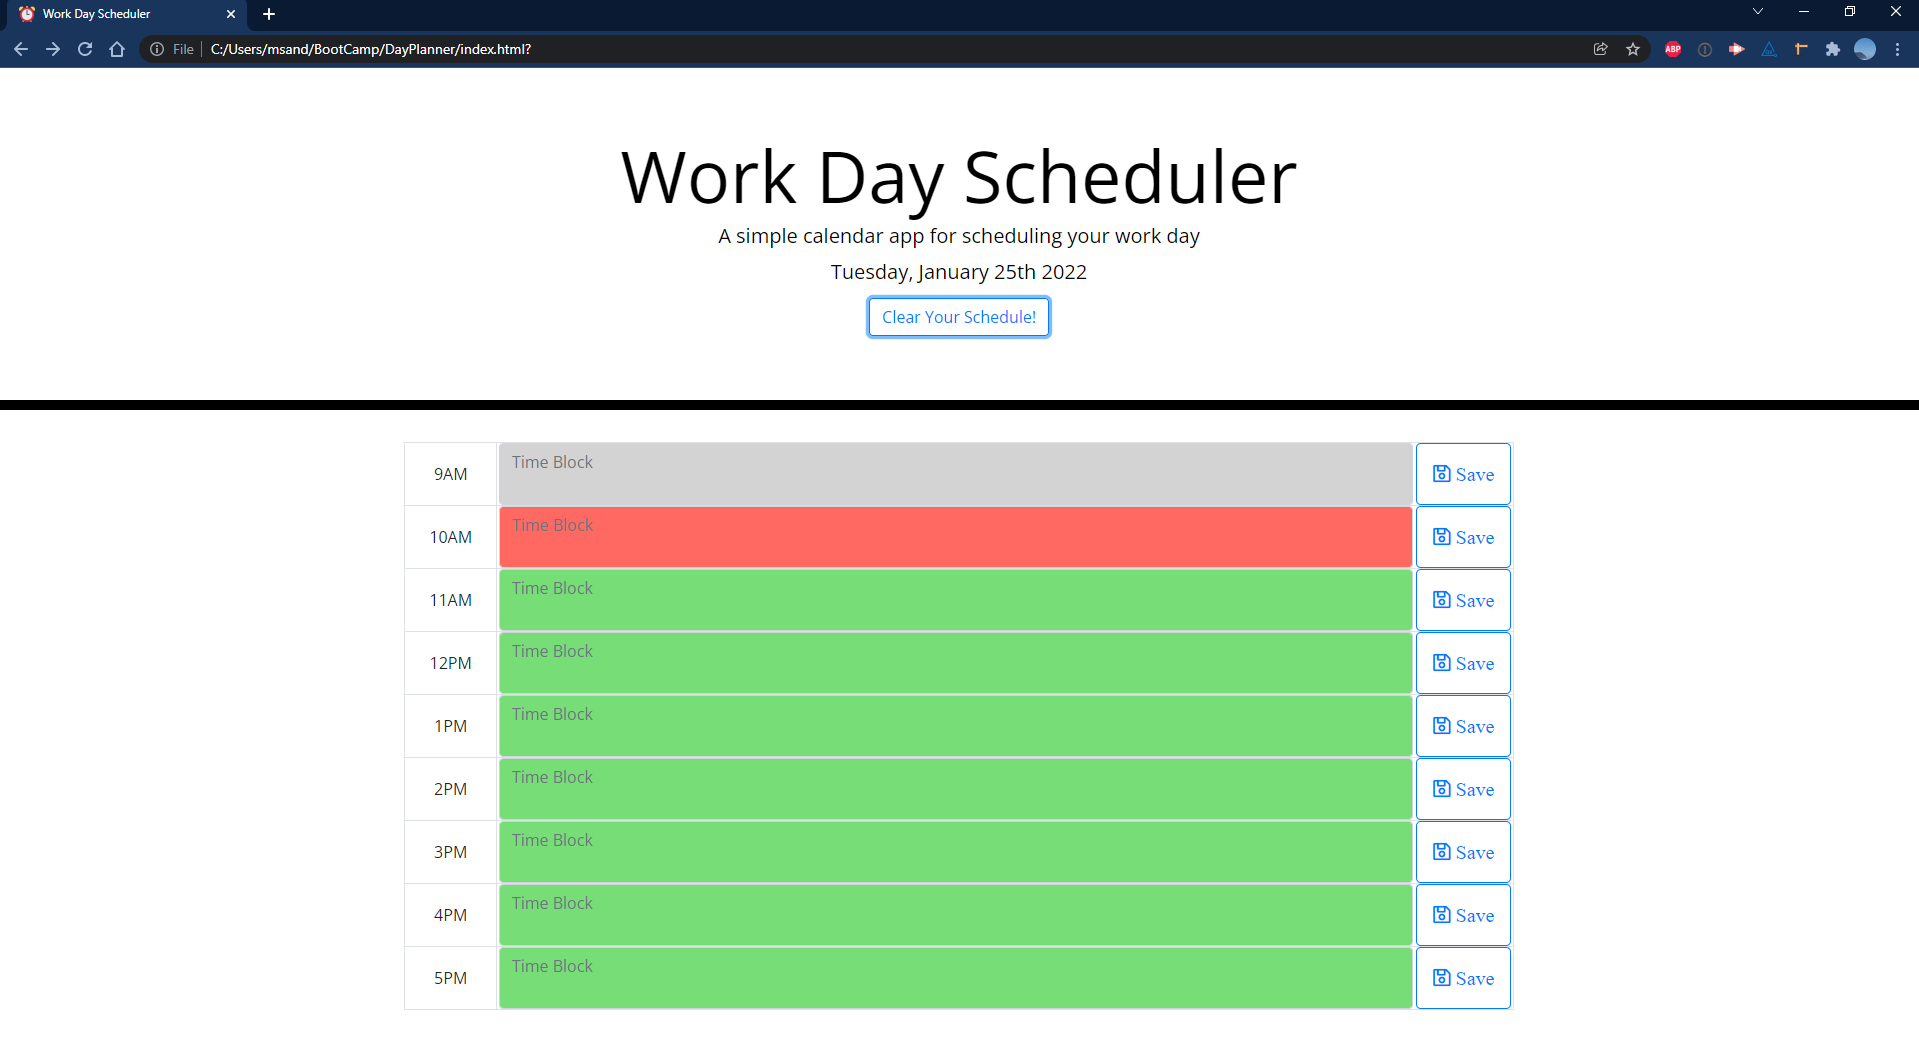 Work Day Scheduler
File C:/Users/msand/BootCamp/DayPlanner/index.html?
ABP
Work Day Scheduler
A simple calendar app for scheduling your work day
Tuesday, January 25th 2022
Clear Your Schedule!
9AM Time Block Save
10AM Time Block Save
11AM Time Block Save
12PM Time Block Save
1PM Time Block Save
2PM Time Block Save
3PM Time Block Save
4PM Time Block Save
5PM Time Block Save